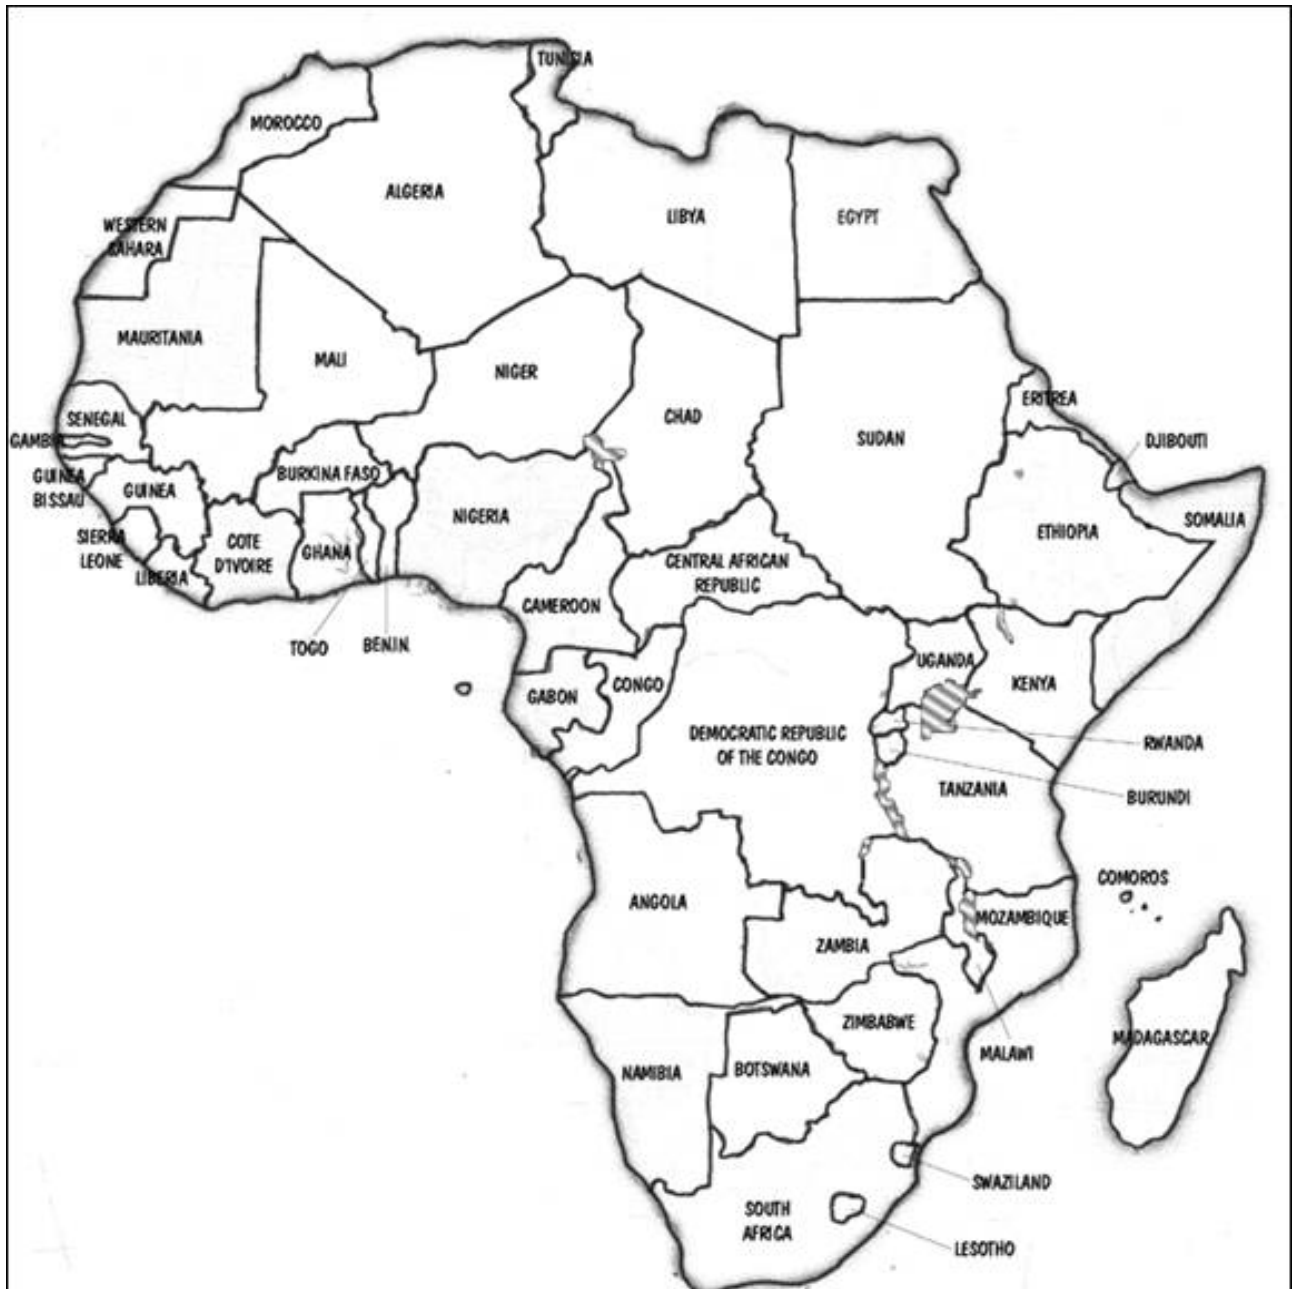 TUNISIA
MOROCCO
ALGERIA
LIBYA
EGYPT
WESTERN
SAHARA
MAURITANIA
MALI
NIGER
CHAD
SUDAN
ERITREA
DJIBOUTI
SENEGAL
GAMBIA
GUINEA
BISSAU
GUINEA
BURKINA FASO
NIGERIA
SOMALIA
ETHIOPIA
SIERRA
LEONE
LIBERIA
COTE
D'IVOIRE
GHANA
CENTRAL AFRICAN
REPUBLIC
CAMEROON
TOGO
BENIN
UGANDA
KENYA
GABON
CONGO
DEMOCRATIC REPUBLIC
OF THE CONGO
RWANDA
TANZANIA
BURUNDI
COMOROS
ANGOLA
ZAMBIA
MOZAMBIQUE
ZIMBABWE
MALAWI
MADAGASCAR
NAMIBIA
BOTSWANA
SWAZILAND
SOUTH
AFRICA
LESOTHO